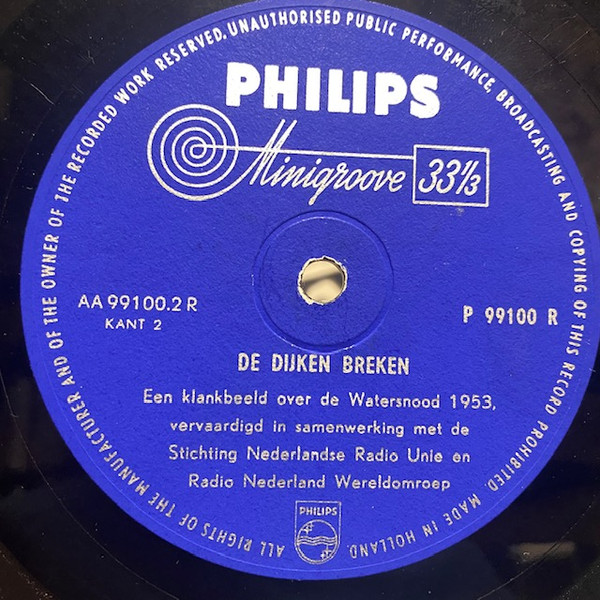 ALL RIGHTS OF THE MANUFACTURER AND OF THE OWNER OF THE RECORDED WORK RESERVED. UNAUTHORISED PUBLIC PERFORMANCE, BROADCASTING AND COPYING OF THIS RECORD PROHIBITED. MADE IN HOLLAND.
PHILIPS
Minigroove 33⅓
AA 99100.2 R
KANT 2
P 99100 R
DE DIJKEN BREKEN
Een klankbeeld over de Watersnood 1953,
vervaardigd in samenwerking met de
Stichting Nederlandse Radio Unie en
Radio Nederland Wereldomroep
PHILIPS